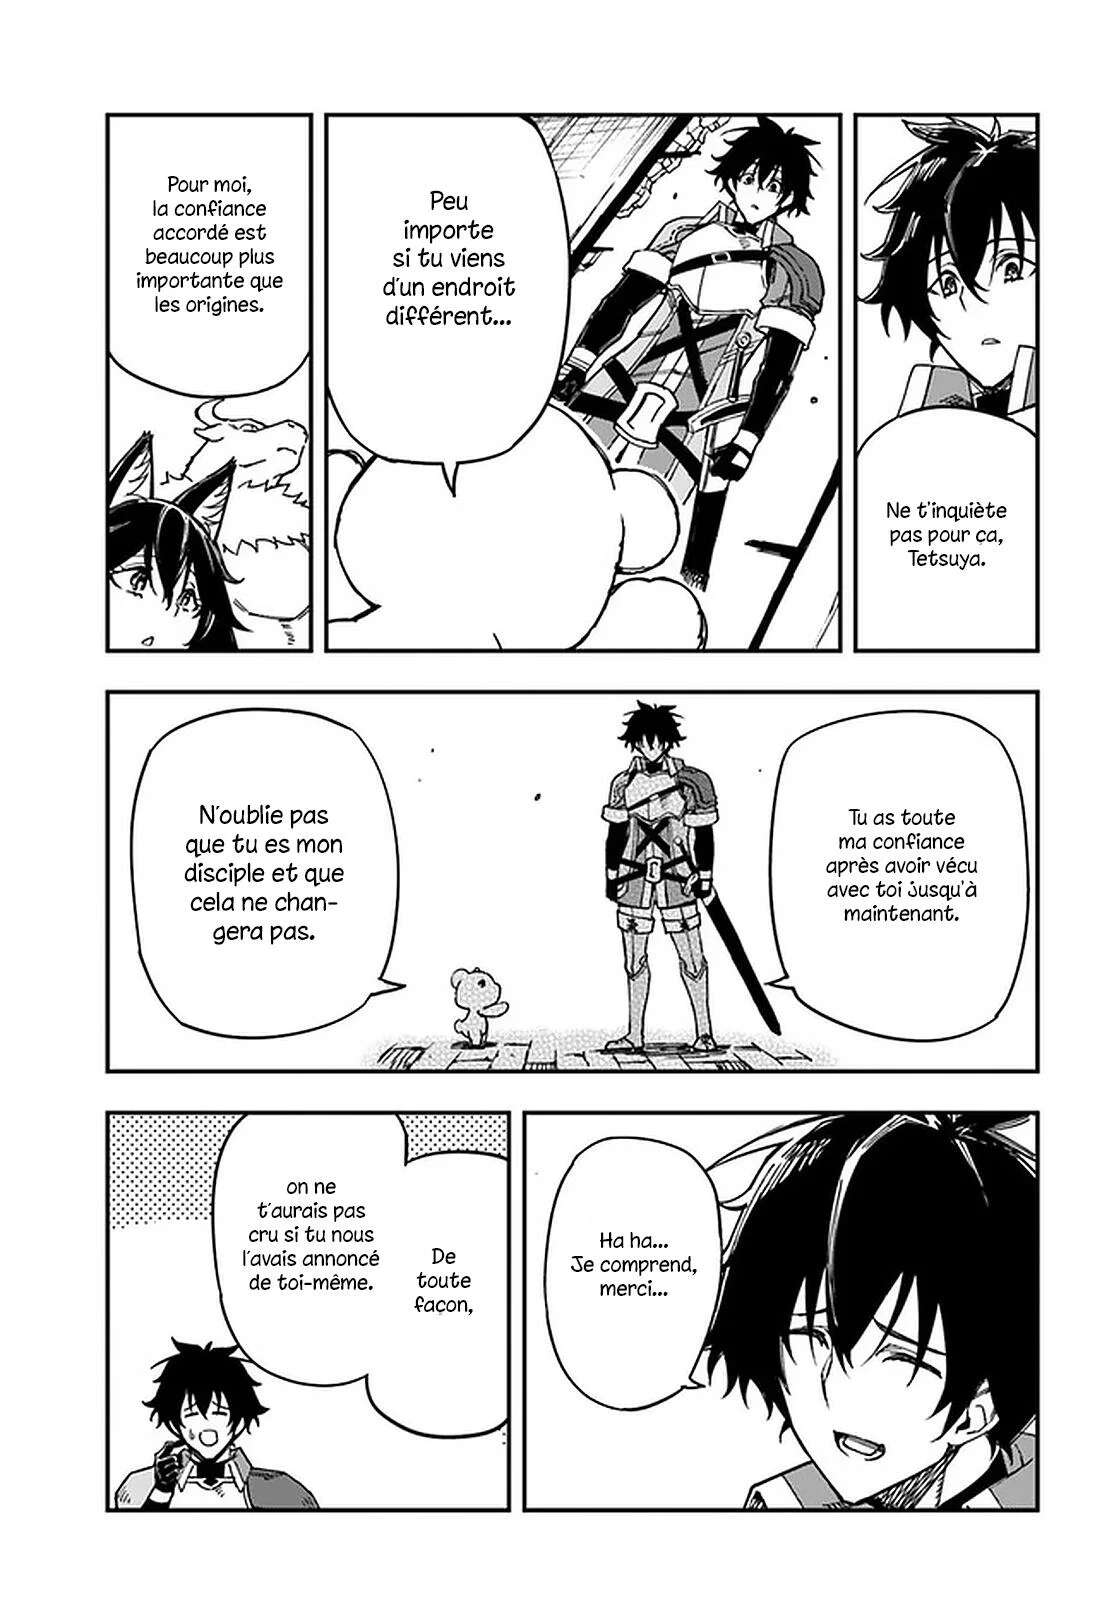 Ne t'inquiète
pas pour ça,
Tetsuya.
Peu
importe
si tu viens
d'un endroit
différent...
Pour moi,
la confiance
accordé est
beaucoup plus
importante que
les origines.
Tu as toute
ma confiance
après avoir vécu
avec toi jusqu'à
maintenant.
N'oublie pas
que tu es mon
disciple et que
cela ne chan-
gera pas.
Ha ha...
Je comprend,
merci...
De
toute
façon,
on ne
t'aurais pas
cru si tu nous
l'avais annoncé
de toi-même.